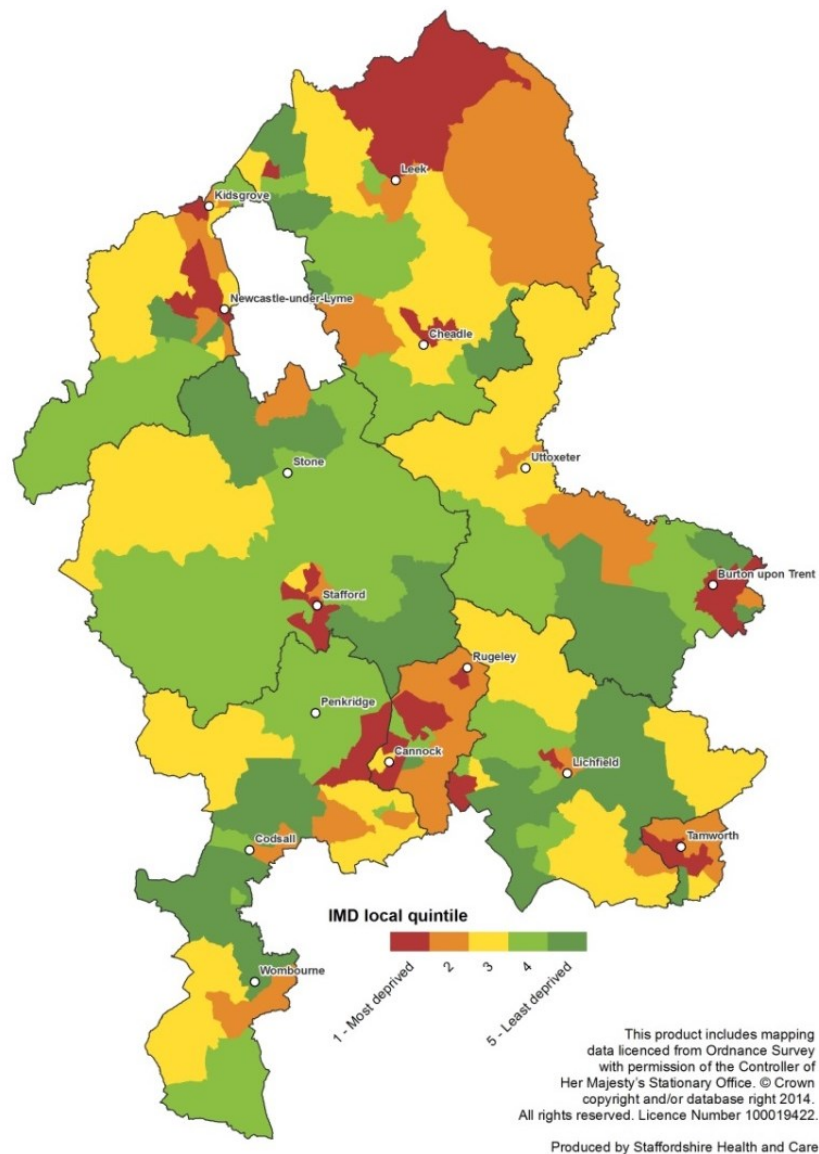 Leek
Kidsgrove
Newcastle-under-Lyme
Cheadle
Uttoxeter
Stone
Burton upon Trent
Stafford
Rugeley
Penkridge
Cannock
Lichfield
Tamworth
Codsall
IMD local quintile
Wombourne
1 - Most deprived
2
3
4
5 - Least deprived
This product includes mapping
data licenced from Ordnance Survey
with permission of the Controller of
Her Majesty's Stationary Office. © Crown
copyright and/or database right 2014.
All rights reserved. Licence Number 100019422.
Produced by Staffordshire Health and Care